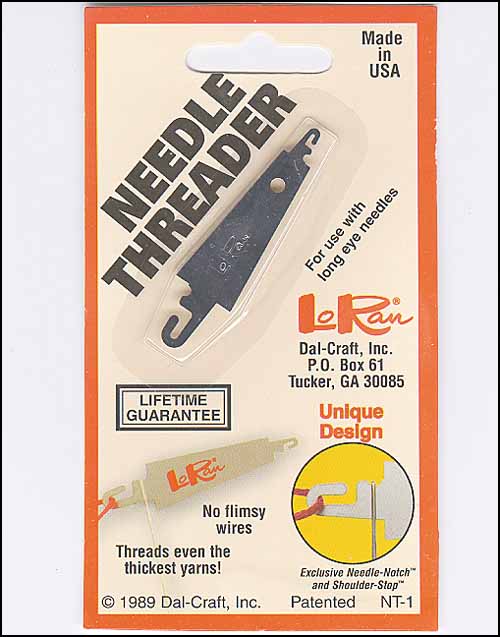 Made
in
USA
NEEDLE
THREADER
For use with
long eye needles
LoRan®
Dal-Craft, Inc.
P.O. Box 61
Tucker, GA 30085
LIFETIME
GUARANTEE
Unique
Design
LoRan
No flimsy
wires
Threads even the
thickest yarns!
Exclusive Needle-Notch™
and Shoulder-Stop™
© 1989 Dal-Craft, Inc. Patented NT-1